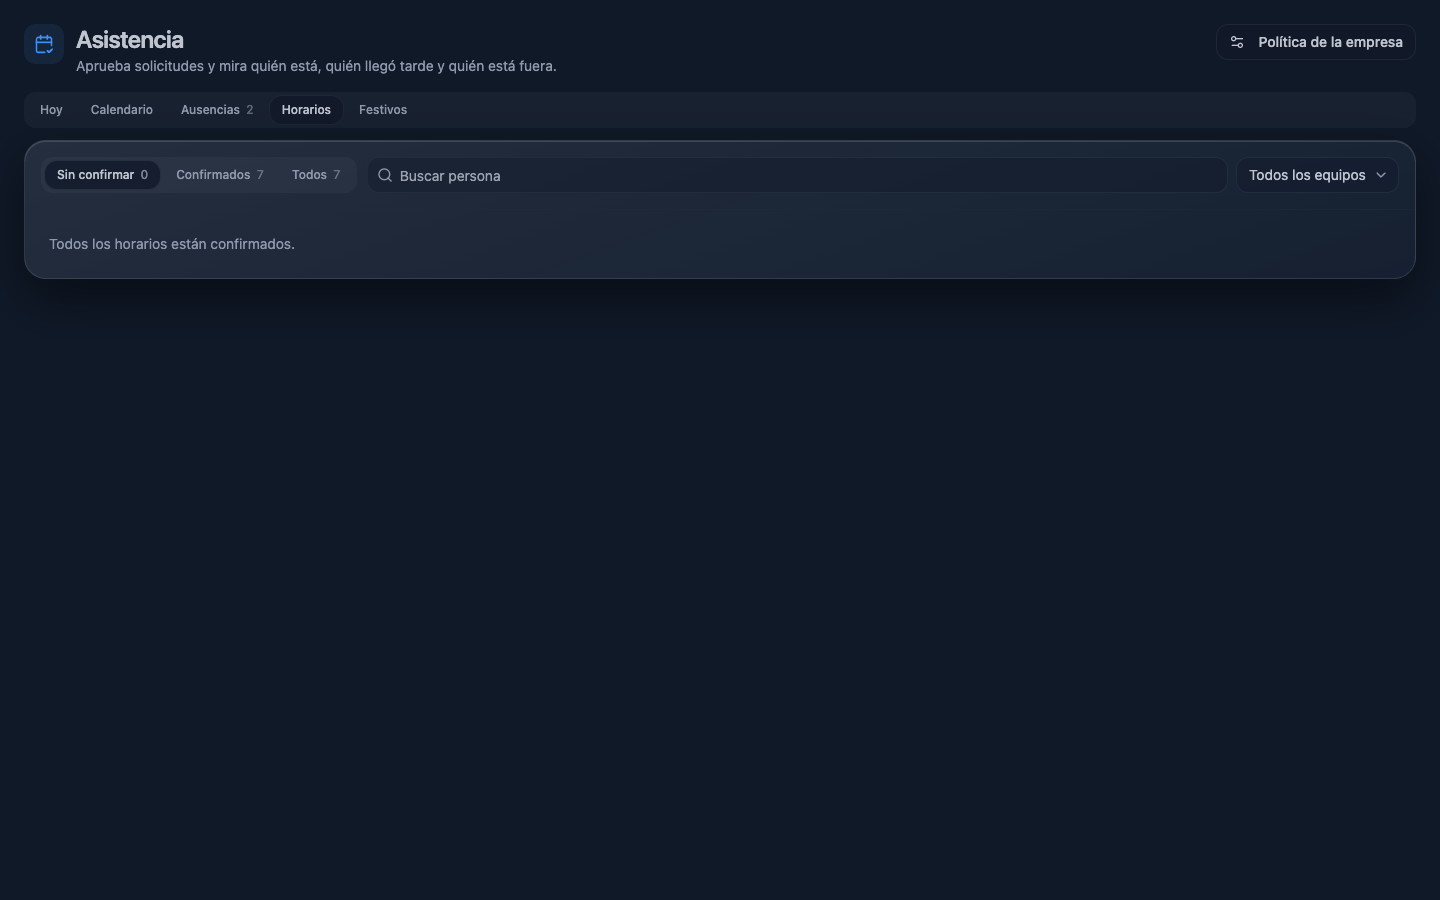 Asistencia
Aprueba solicitudes y mira quién está, quién llegó tarde y quién está fuera.
Política de la empresa
Hoy Calendario Ausencias 2 Horarios Festivos
Sin confirmar 0 Confirmados 7 Todos 7 Buscar persona Todos los equipos
Todos los horarios están confirmados.